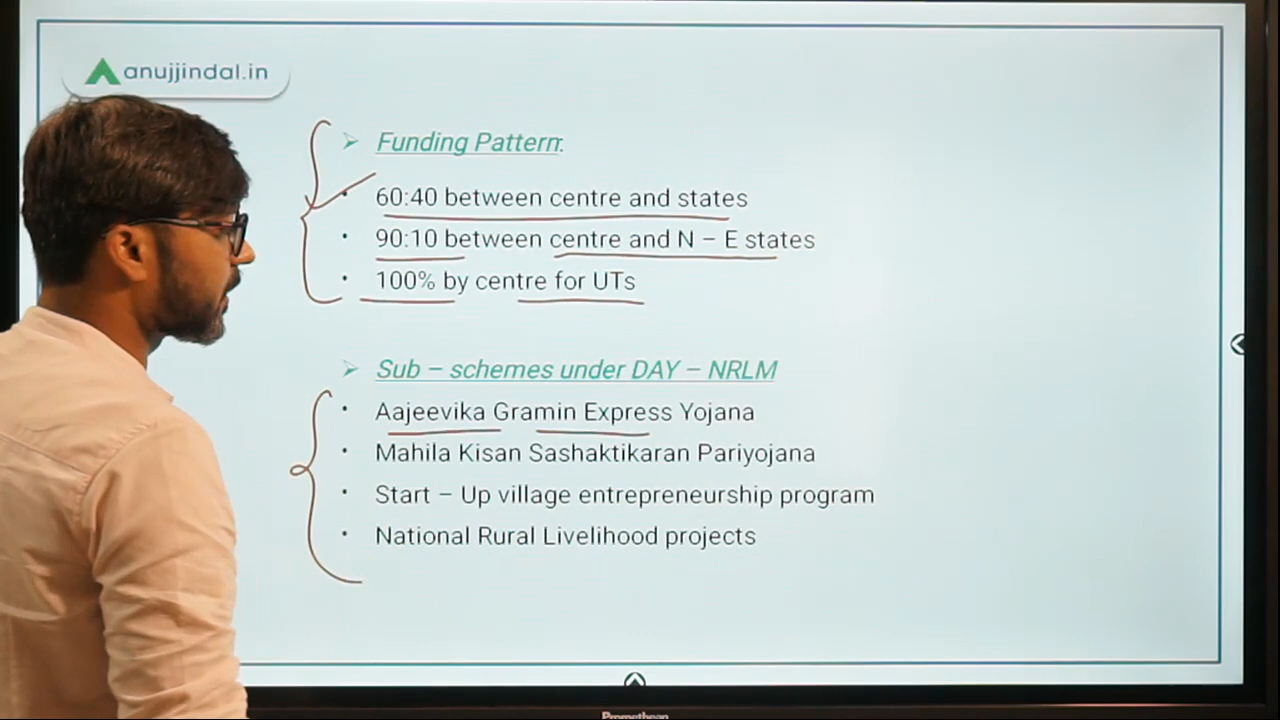 anujjindal.in
Funding Pattern:
60:40 between centre and states
90:10 between centre and N – E states
100% by centre for UTs
Sub – schemes under DAY – NRLM
Aajeevika Gramin Express Yojana
Mahila Kisan Sashaktikaran Pariyojana
Start – Up village entrepreneurship program
National Rural Livelihood projects
Promethean